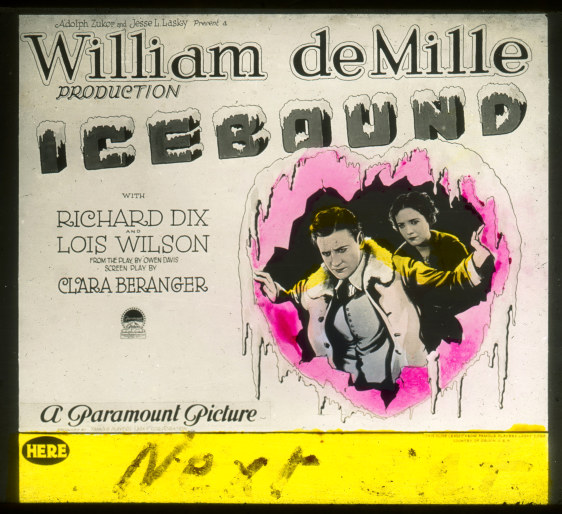 Adolph Zukor and Jesse L. Lasky Present a
William deMille
PRODUCTION
ICEBOUND
WITH
RICHARD DIX
AND
LOIS WILSON
FROM THE PLAY BY OWEN DAVIS
SCREEN PLAY BY
CLARA BERANGER
A Paramount Picture
HERE
Next